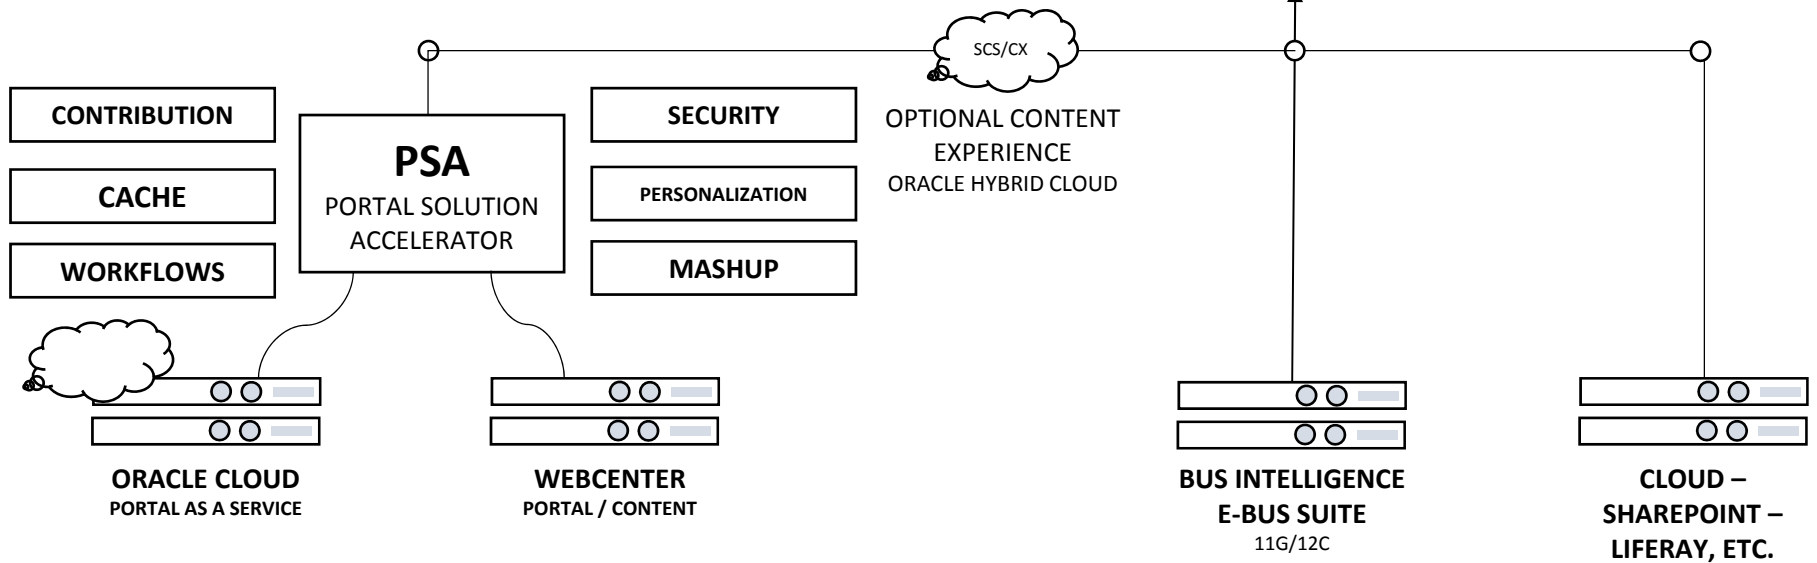 SCS/CX
CONTRIBUTION
CACHE
WORKFLOWS
PSA
PORTAL SOLUTION
ACCELERATOR
SECURITY
PERSONALIZATION
MASHUP
OPTIONAL CONTENT
EXPERIENCE
ORACLE HYBRID CLOUD
ORACLE CLOUD
PORTAL AS A SERVICE
WEBCENTER
PORTAL / CONTENT
BUS INTELLIGENCE
E-BUS SUITE
11G/12C
CLOUD –
SHAREPOINT –
LIFERAY, ETC.